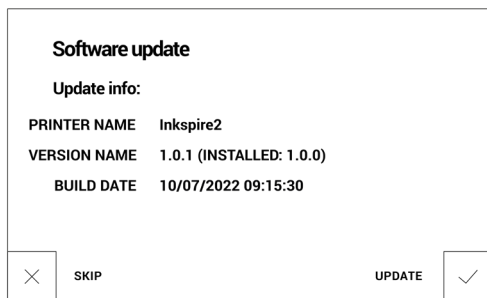 Software update
Update info:
PRINTER NAME Inkspire2
VERSION NAME 1.0.1 (INSTALLED: 1.0.0)
BUILD DATE 10/07/2022 09:15:30
SKIP UPDATE